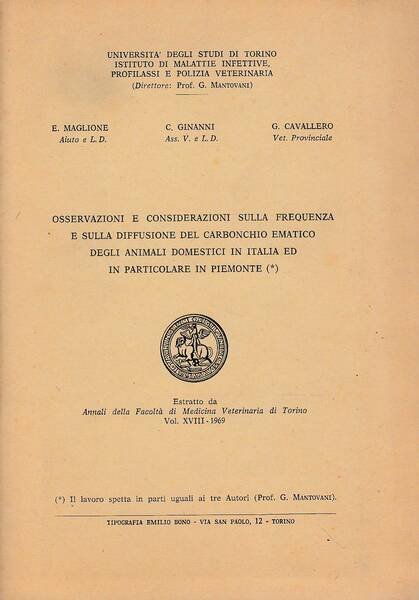 UNIVERSITA' DEGLI STUDI DI TORINO
ISTITUTO DI MALATTIE INFETTIVE,
PROFILASSI E POLIZIA VETERINARIA
(Direttore: Prof. G. MANTOVANI)
E. MAGLIONE C. GINANNI G. CAVALLERO
Aiuto e L. D. Ass. V. e L. D. Vet. Provinciale
OSSERVAZIONI E CONSIDERAZIONI SULLA FREQUENZA
E SULLA DIFFUSIONE DEL CARBONCHIO EMATICO
DEGLI ANIMALI DOMESTICI IN ITALIA ED
IN PARTICOLARE IN PIEMONTE (*)
Estratto da
Annali della Facoltà di Medicina Veterinaria di Torino
Vol. XVIII - 1969
(*) Il lavoro spetta in parti uguali ai tre Autori (Prof. G. MANTOVANI).
TIPOGRAFIA EMILIO BONO - VIA SAN PAOLO, 12 - TORINO